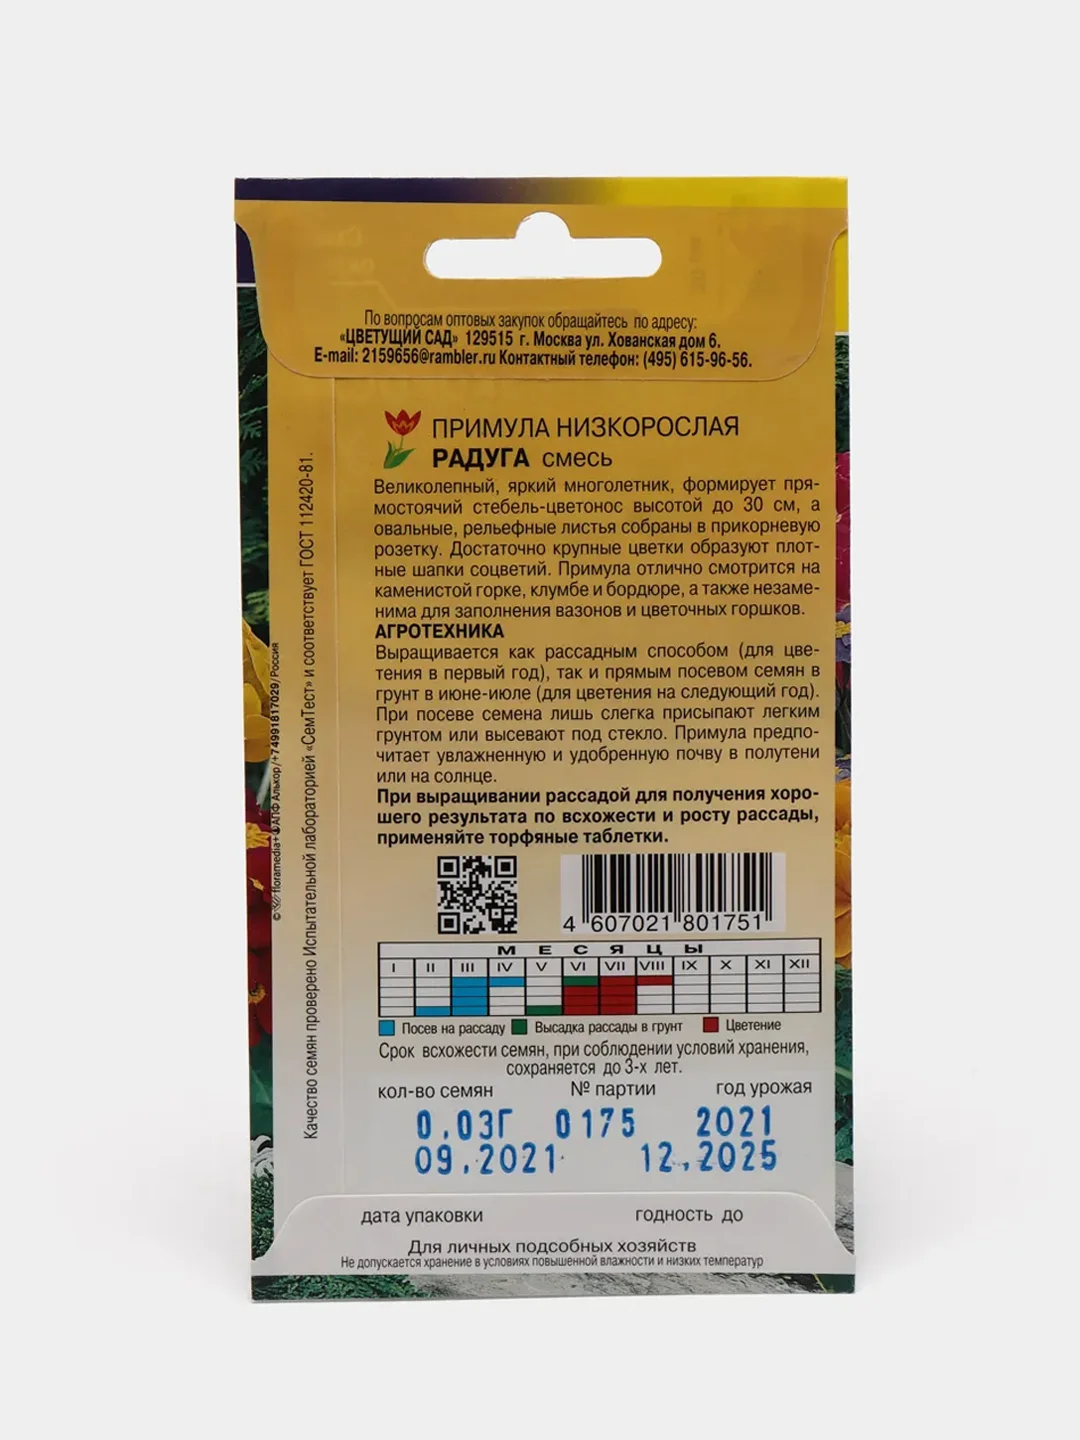 По вопросам оптовых закупок обращайтесь по адресу:
«ЦВЕТУЩИЙ САД» 129515 г. Москва ул. Хованская дом 6.
E-mail: 2159656@rambler.ru Контактный телефон: (495) 615-96-56.
ПРИМУЛА НИЗКОРОСЛАЯ
РАДУГА смесь
Великолепный, яркий многолетник, формирует пря-
мостоячий стебель-цветонос высотой до 30 см, а
овальные, рельефные листья собраны в прикорневую
розетку. Достаточно крупные цветки образуют плот-
ные шапки соцветий. Примула отлично смотрится на
каменистой горке, клумбе и бордюре, а также незаме-
нима для заполнения вазонов и цветочных горшков.
АГРОТЕХНИКА
Выращивается как рассадным способом (для цве-
тения в первый год), так и прямым посевом семян в
грунт в июне-июле (для цветения на следующий год).
При посеве семена лишь слегка присыпают легким
грунтом или высевают под стекло. Примула предпо-
читает увлажненную и удобренную почву в полутени
или на солнце.
При выращивании рассадой для получения хоро-
шего результата по всхожести и росту рассады,
применяйте торфяные таблетки.
4 607021 801751
МЕСЯЦЫ
I II III IV V VI VII VIII IX X XI XII
Посев на рассаду Высадка рассады в грунт Цветение
Срок всхожести семян, при соблюдении условий хранения,
сохраняется до 3-х лет.
кол-во семян № партии год урожая
0.03Г 0175 2021
09.2021 12.2025
дата упаковки годность до
Для личных подсобных хозяйств
Не допускается хранение в условиях повышенной влажности и низких температур
Качество семян проверено Испытательной лабораторией «СемТест» и соответствует ГОСТ 112420-81.
© floramedia+©АПФ Алькор/+74991817029/Россия